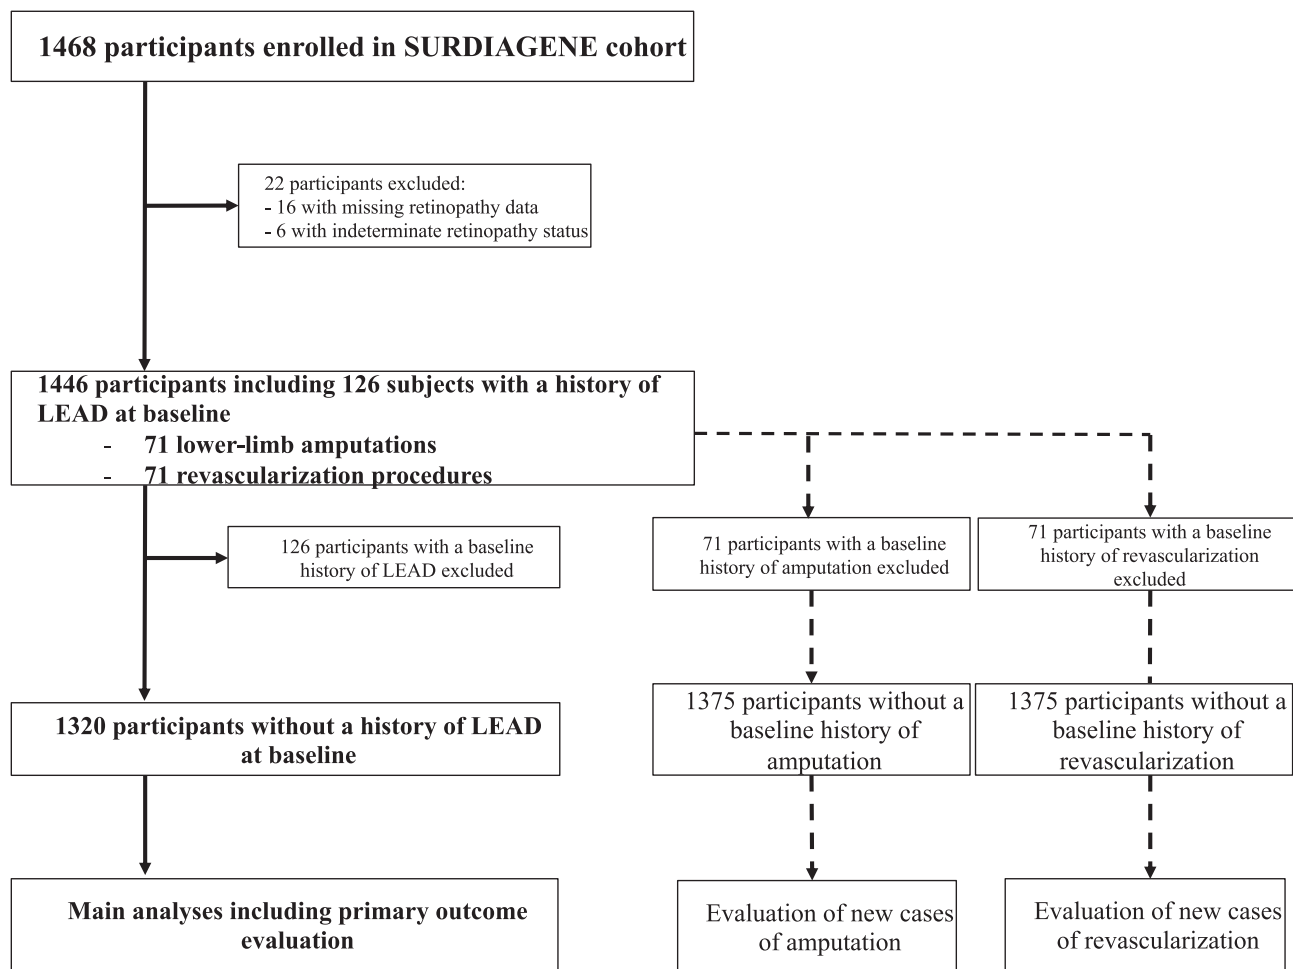 1468 participants enrolled in SURDIAGENE cohort
22 participants excluded:
- 16 with missing retinopathy data
- 6 with indeterminate retinopathy status
1446 participants including 126 subjects with a history of
LEAD at baseline
- 71 lower-limb amputations
- 71 revascularization procedures
126 participants with a baseline
history of LEAD excluded
71 participants with a baseline
history of amputation excluded
71 participants with a baseline
history of revascularization
excluded
1320 participants without a history of LEAD
at baseline
1375 participants without a
baseline history of
amputation
1375 participants without a
baseline history of
revascularization
Main analyses including primary outcome
evaluation
Evaluation of new cases
of amputation
Evaluation of new cases
of revascularization